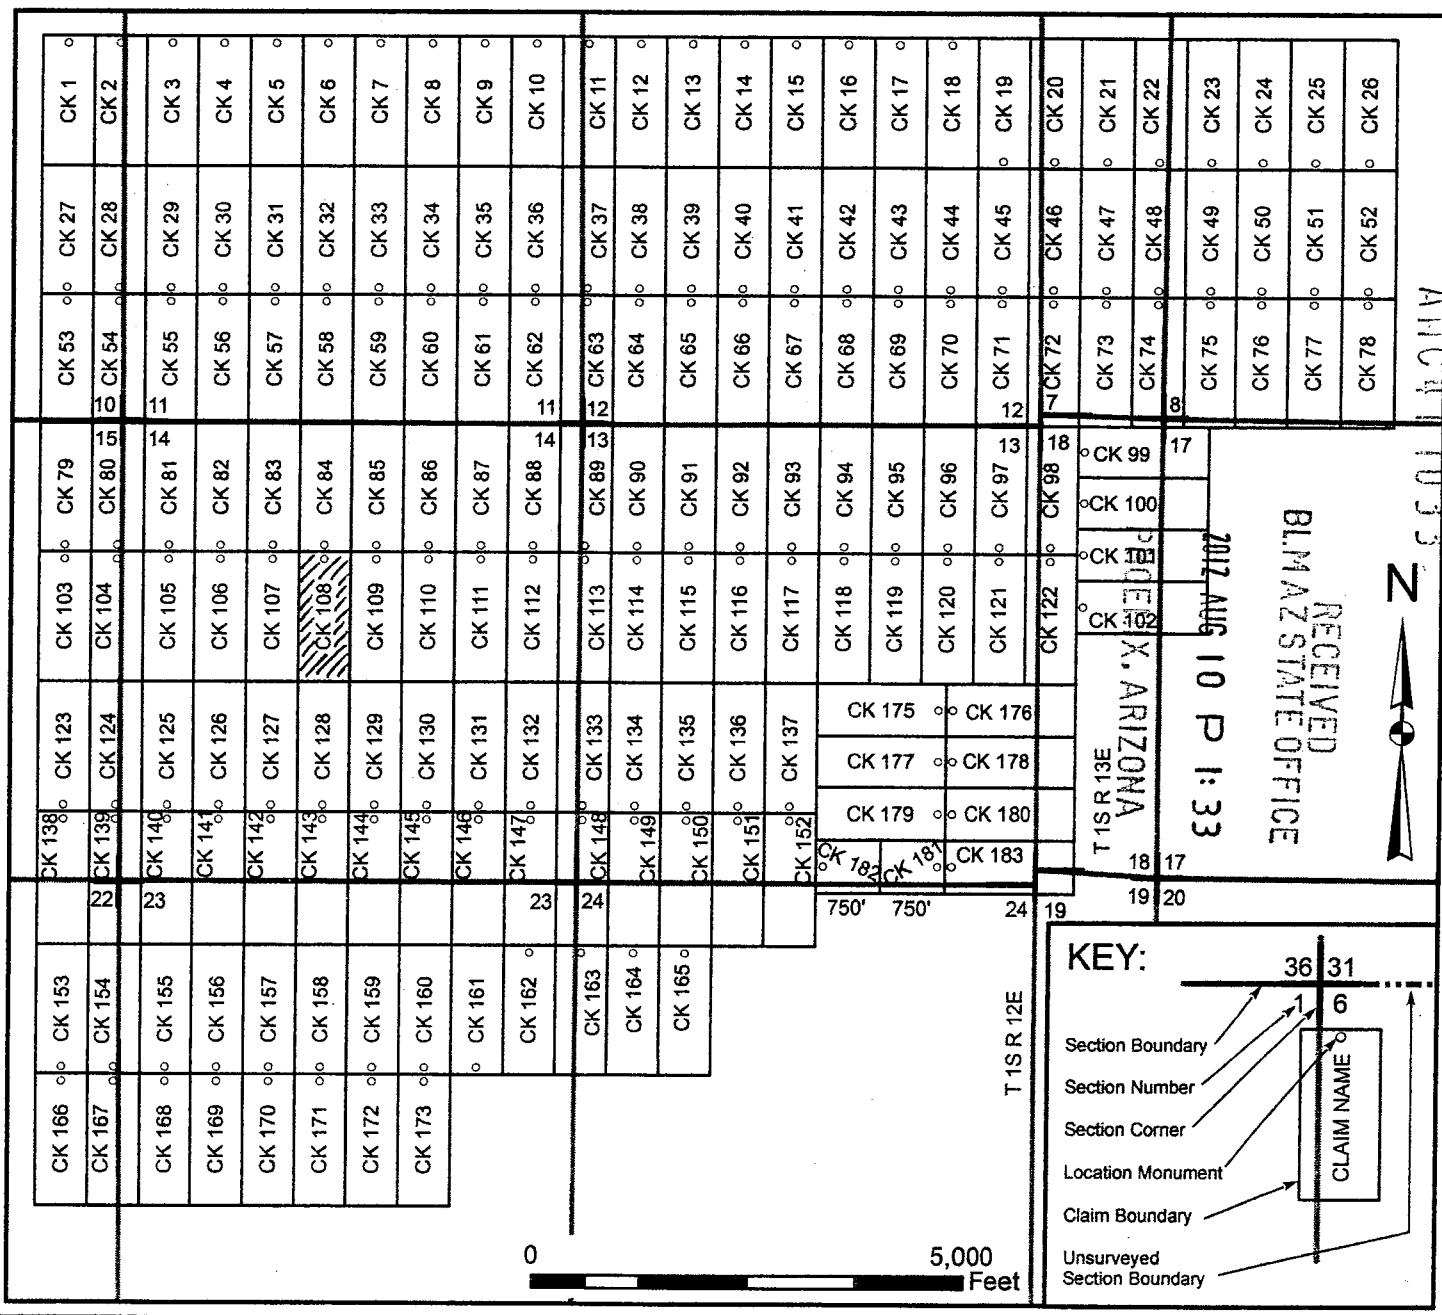 CK 1 CK 2 CK 3 CK 4 CK 5 CK 6 CK 7 CK 8 CK 9 CK 10 CK 11 CK 12 CK 13 CK 14 CK 15 CK 16 CK 17 CK 18 CK 19 CK 20 CK 21 CK 22 CK 23 CK 24 CK 25 CK 26
CK 27 CK 28 CK 29 CK 30 CK 31 CK 32 CK 33 CK 34 CK 35 CK 36 CK 37 CK 38 CK 39 CK 40 CK 41 CK 42 CK 43 CK 44 CK 45 CK 46 CK 47 CK 48 CK 49 CK 50 CK 51 CK 52
CK 53 CK 54 CK 55 CK 56 CK 57 CK 58 CK 59 CK 60 CK 61 CK 62 CK 63 CK 64 CK 65 CK 66 CK 67 CK 68 CK 69 CK 70 CK 71 CK 72 CK 73 CK 74 CK 75 CK 76 CK 77 CK 78
10 11 11 12 12 7 8
15 14 14 13 13 18 17
CK 79 CK 80 CK 81 CK 82 CK 83 CK 84 CK 85 CK 86 CK 87 CK 88 CK 89 CK 90 CK 91 CK 92 CK 93 CK 94 CK 95 CK 96 CK 97 CK 98
CK 99
CK 100
CK 101
CK 102
CK 103 CK 104 CK 105 CK 106 CK 107 CK 108 CK 109 CK 110 CK 111 CK 112 CK 113 CK 114 CK 115 CK 116 CK 117 CK 118 CK 119 CK 120 CK 121 CK 122
CK 123 CK 124 CK 125 CK 126 CK 127 CK 128 CK 129 CK 130 CK 131 CK 132 CK 133 CK 134 CK 135 CK 136 CK 137
CK 175 CK 176
CK 177 CK 178
CK 179 CK 180
CK 138 CK 139 CK 140 CK 141 CK 142 CK 143 CK 144 CK 145 CK 146 CK 147 CK 148 CK 149 CK 150 CK 151 CK 152 CK 182 CK 181 CK 183
18 17
22 23 23 24 750' 750' 24 19 19 20
CK 153 CK 154 CK 155 CK 156 CK 157 CK 158 CK 159 CK 160 CK 161 CK 162 CK 163 CK 164 CK 165
CK 166 CK 167 CK 168 CK 169 CK 170 CK 171 CK 172 CK 173
T1S R 12E
T1S R 13E
RECEIVED
BLM AZ STATE OFFICE
2012 AUG 10 P 1:33
PHOENIX, ARIZONA
N
KEY:
36 31
1 6
Section Boundary
Section Number
Section Corner
Location Monument
Claim Boundary
Unsurveyed
Section Boundary
CLAIM NAME
0 5,000
Feet